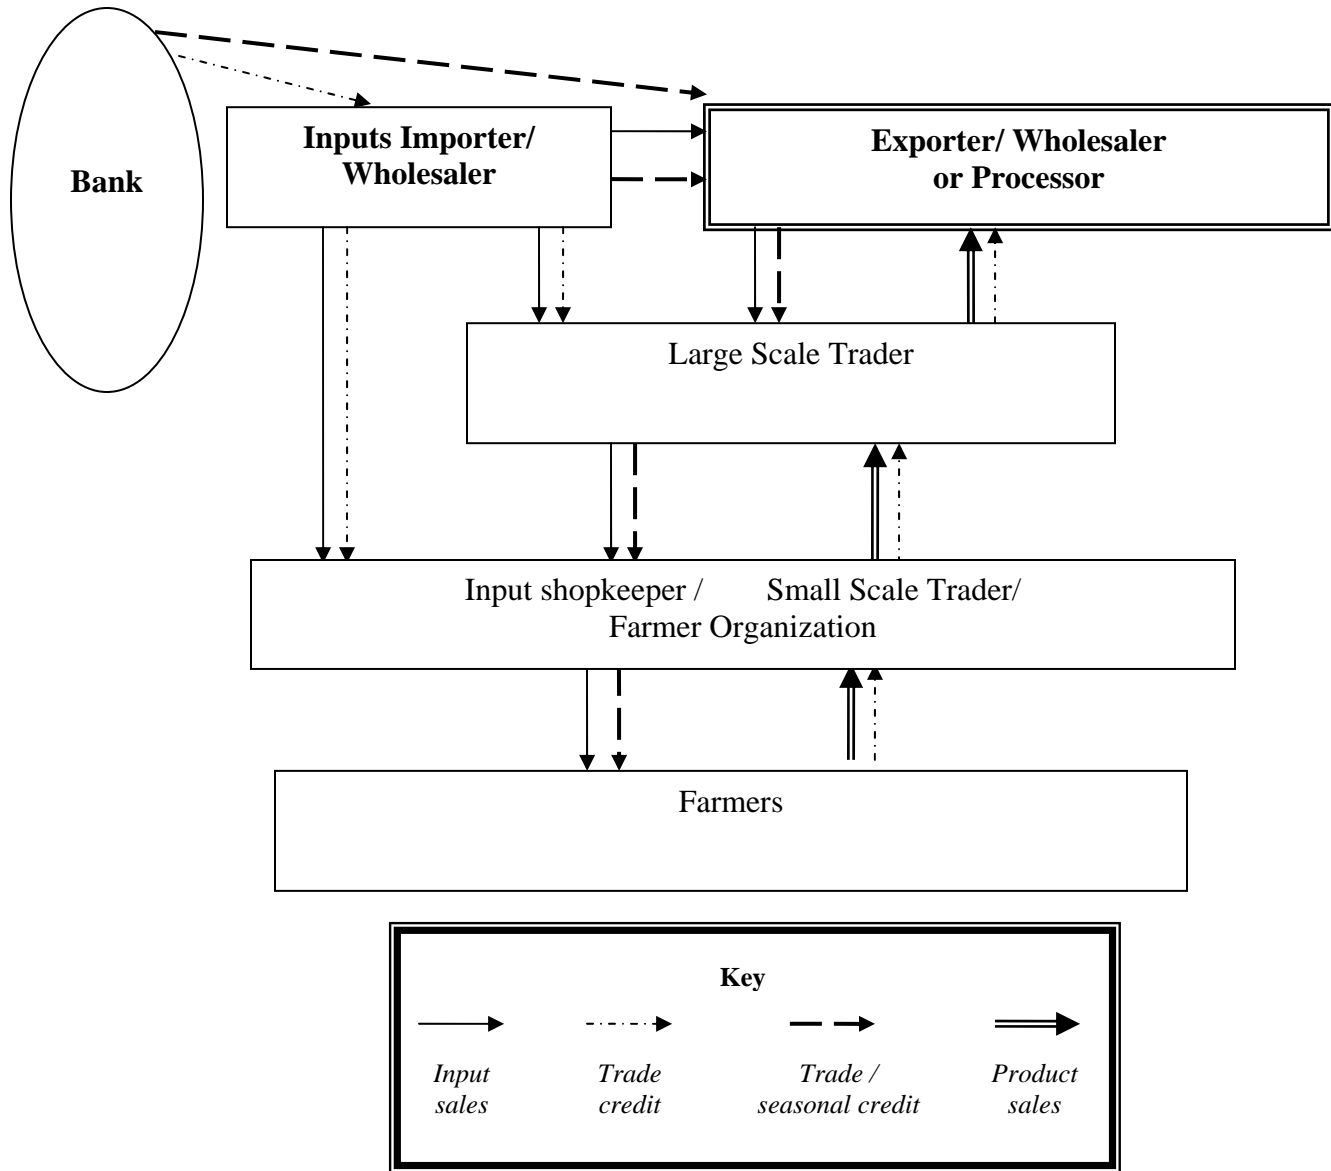 Bank
Inputs Importer/
Wholesaler
Exporter/ Wholesaler
or Processor
Large Scale Trader
Input shopkeeper / Small Scale Trader/
Farmer Organization
Farmers
Key
Input
sales
Trade
credit
Trade /
seasonal credit
Product
sales